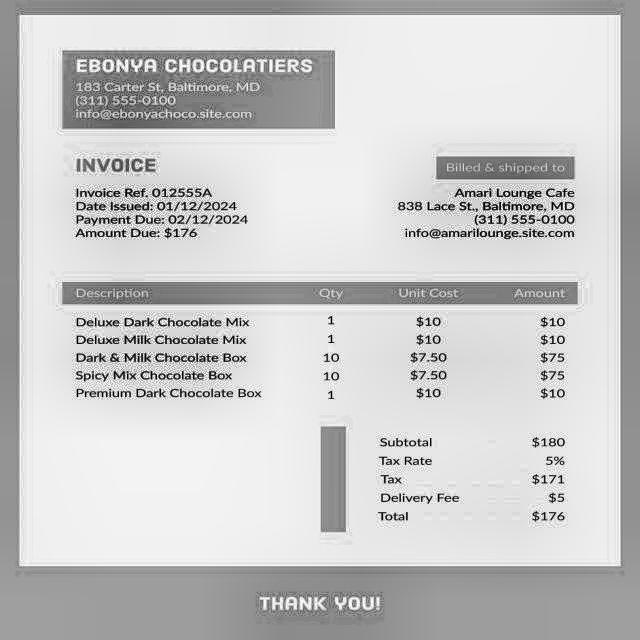 EBONYA CHOCOLATIERS
183 Carter St, Baltimore, MD
(311) 555-0100
info@ebonyachoco.site.com
INVOICE
Billed & shipped to
Invoice Ref. 012555A
Date Issued: 01/12/2024
Payment Due: 02/12/2024
Amount Due: $176
Amari Lounge Cafe
838 Lace St., Baltimore, MD
(311) 555-0100
info@amarilounge.site.com
Description Qty Unit Cost Amount
Deluxe Dark Chocolate Mix 1 $10 $10
Deluxe Milk Chocolate Mix 1 $10 $10
Dark & Milk Chocolate Box 10 $7.50 $75
Spicy Mix Chocolate Box 10 $7.50 $75
Premium Dark Chocolate Box 1 $10 $10
Subtotal $180
Tax Rate 5%
Tax $171
Delivery Fee $5
Total $176
THANK YOU!